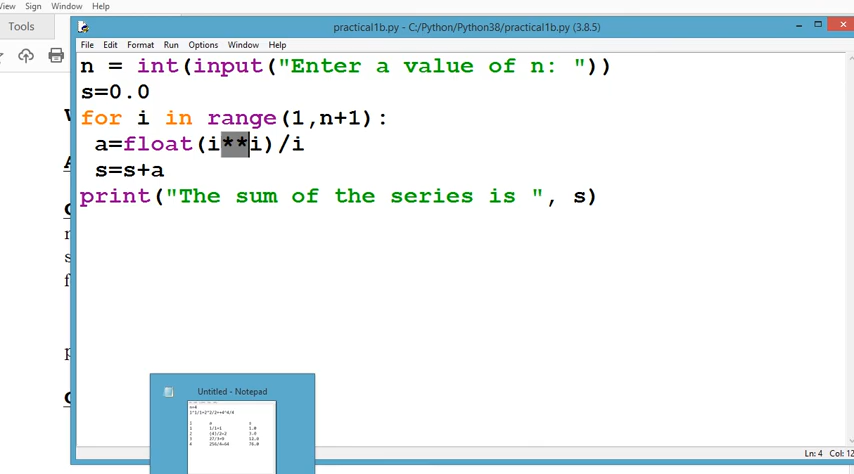 View Sign Window Help
Tools
practical1b.py - C:/Python/Python38/practical1b.py (3.8.5)
File Edit Format Run Options Window Help
n = int(input("Enter a value of n: "))
s=0.0
for i in range(1,n+1):
a=float(i**i)/i
s=s+a
print("The sum of the series is ", s)
Untitled - Notepad
Ln: 4 Col: 12